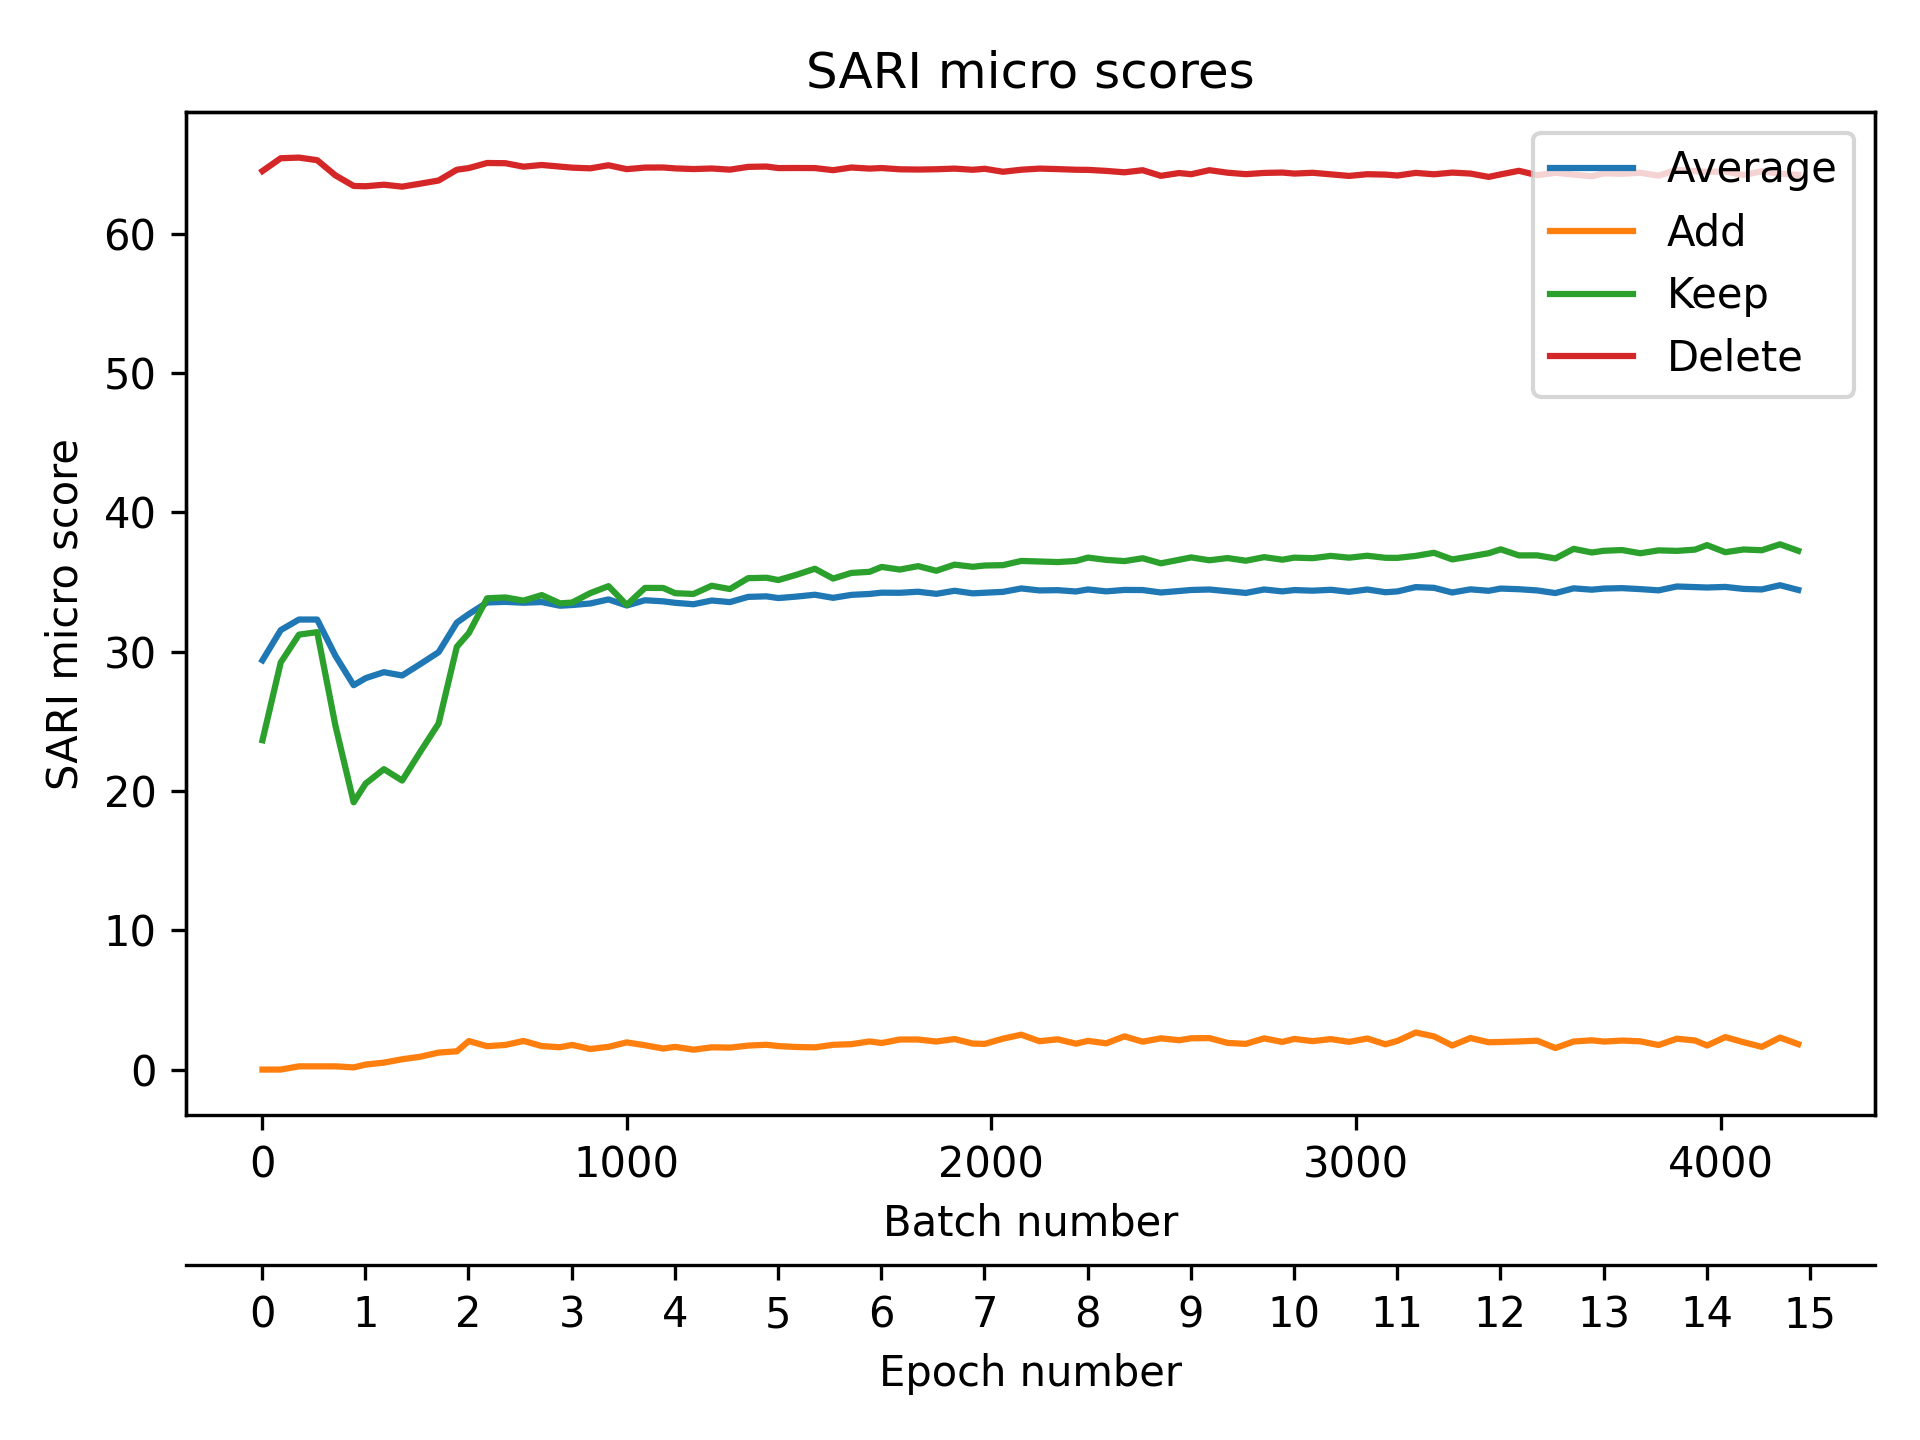 SARI micro scores
Average
Add
Keep
Delete
SARI micro score
60
50
40
30
20
10
0
0 1000 2000 3000 4000
Batch number
0 1 2 3 4 5 6 7 8 9 10 11 12 13 14 15
Epoch number